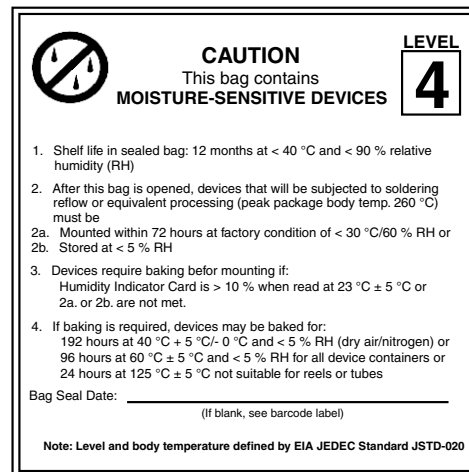 LEVEL
CAUTION
This bag contains
MOISTURE-SENSITIVE DEVICES
4
1. Shelf life in sealed bag: 12 months at < 40 °C and < 90 % relative
humidity (RH)
2. After this bag is opened, devices that will be subjected to soldering
reflow or equivalent processing (peak package body temp. 260 °C)
must be
2a. Mounted within 72 hours at factory condition of < 30 °C/60 % RH or
2b. Stored at < 5 % RH
3. Devices require baking befor mounting if:
Humidity Indicator Card is > 10 % when read at 23 °C ± 5 °C or
2a. or 2b. are not met.
4. If baking is required, devices may be baked for:
192 hours at 40 °C + 5 °C/- 0 °C and < 5 % RH (dry air/nitrogen) or
96 hours at 60 °C ± 5 °C and < 5 % RH for all device containers or
24 hours at 125 °C ± 5 °C not suitable for reels or tubes
Bag Seal Date:
(If blank, see barcode label)
Note: Level and body temperature defined by EIA JEDEC Standard JSTD-020